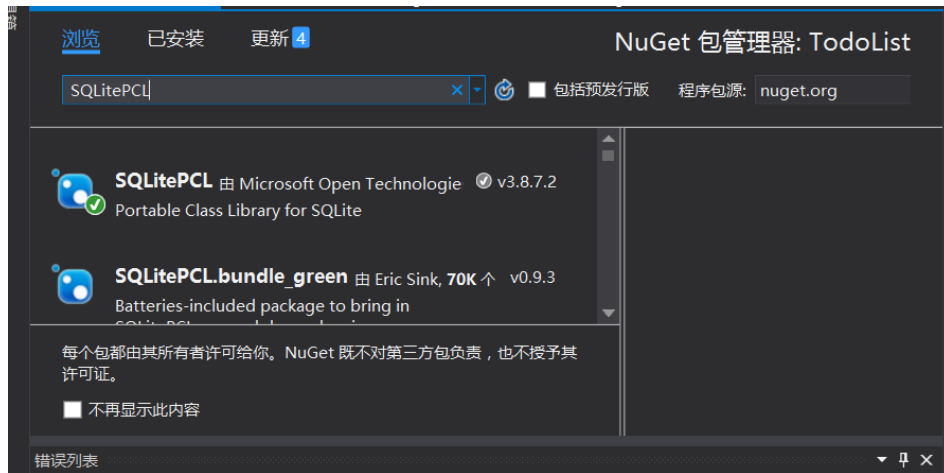 浏览 已安装 更新 4
NuGet 包管理器: TodoList
SQLitePCL
包括预发行版 程序包源: nuget.org
SQLitePCL 由 Microsoft Open Technologie v3.8.7.2
Portable Class Library for SQLite
SQLitePCL.bundle_green 由 Eric Sink, 70K 个 v0.9.3
Batteries-included package to bring in
每个包都由其所有者许可给你。NuGet 既不对第三方包负责，也不授予其
许可证。
不再显示此内容
错误列表